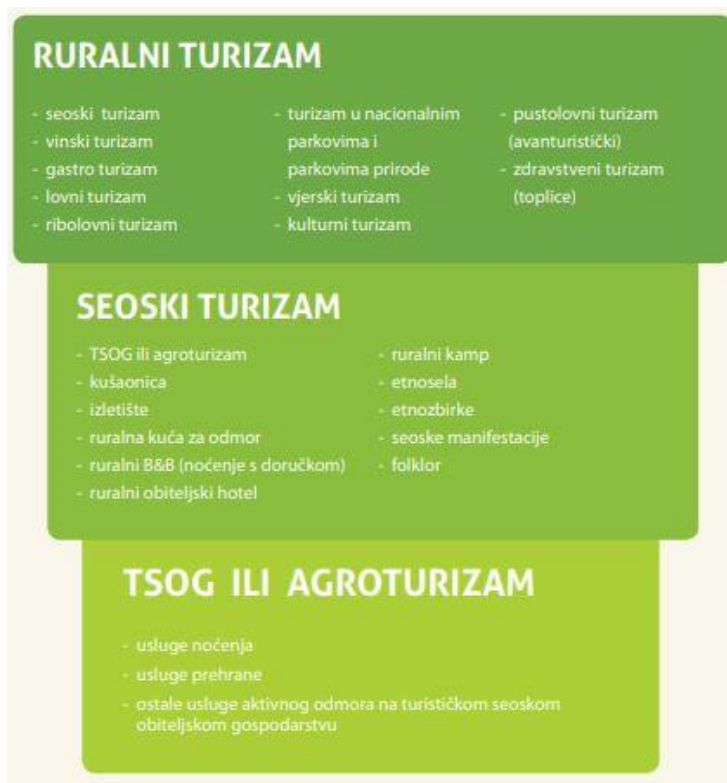 RURALNI TURIZAM
- seoski turizam
- vinski turizam
- gastro turizam
- lovni turizam
- ribolovni turizam
- turizam u nacionalnim
parkovima i
parkovima prirode
- vjerski turizam
- kulturni turizam
- pustolovni turizam
(avanturistički)
- zdravstveni turizam
(toplice)
SEOSKI TURIZAM
- TSOG ili agroturizam
- kušaonica
- izletište
- ruralna kuća za odmor
- ruralni B&B (noćenje s doručkom)
- ruralni obiteljski hotel
- ruralni kamp
- etnosela
- etnozbirke
- seoske manifestacije
- folklor
TSOG ILI AGROTURIZAM
- usluge noćenja
- usluge prehrane
- ostale usluge aktivnog odmora na turističkom seoskom
obiteljskom gospodarstvu